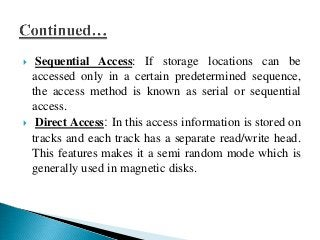 Continued…
Sequential Access: If storage locations can be
accessed only in a certain predetermined sequence,
the access method is known as serial or sequential
access.
Direct Access: In this access information is stored on
tracks and each track has a separate read/write head.
This features makes it a semi random mode which is
generally used in magnetic disks.